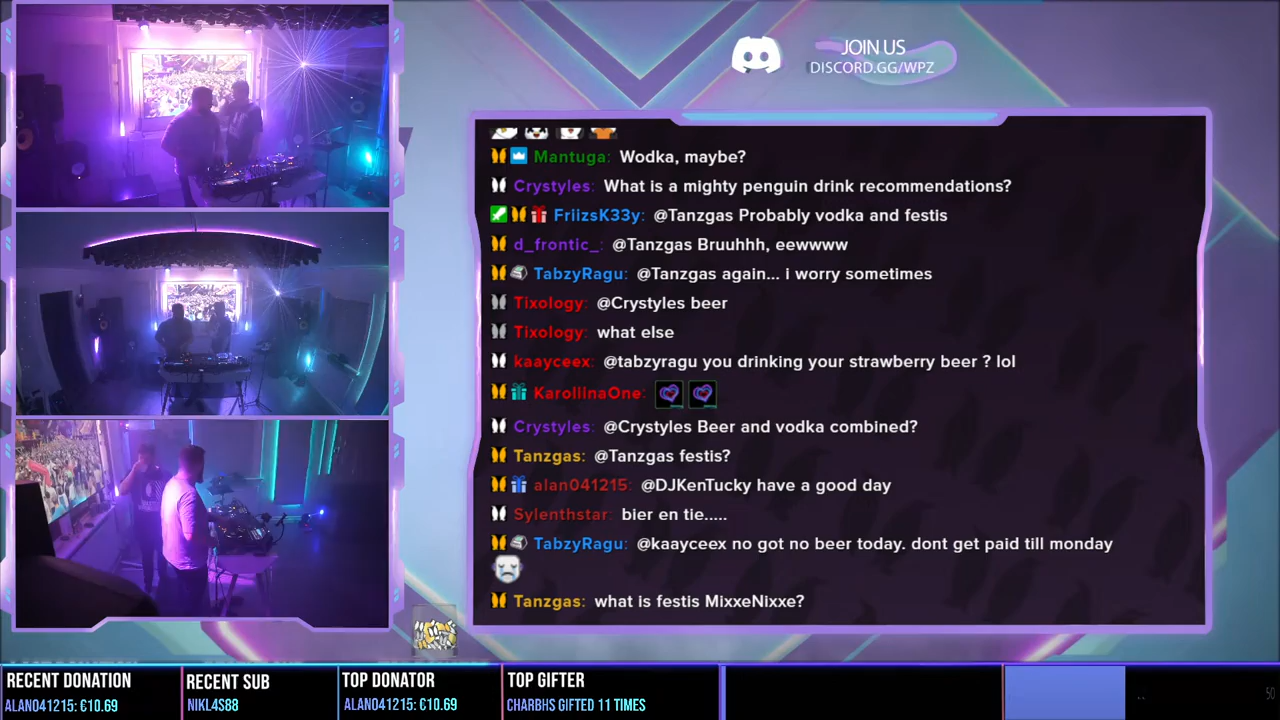 JOIN US
DISCORD.GG/WPZ
Mantuga: Wodka, maybe?
Crystyles: What is a mighty penguin drink recommendations?
FriizsK33y: @Tanzgas Probably vodka and festis
d_frontic_: @Tanzgas Bruuhhh, eewwww
TabzyRagu: @Tanzgas again... i worry sometimes
Tixology: @Crystyles beer
Tixology: what else
kaayceex: @tabzyragu you drinking your strawberry beer ? lol
KarollinaOne:
Crystyles: @Crystyles Beer and vodka combined?
Tanzgas: @Tanzgas festis?
alan041215: @DJKenTucky have a good day
Sylenthstar: bier en tie.....
TabzyRagu: @kaayceex no got no beer today. dont get paid till monday
Tanzgas: what is festis MixxeNixxe?
RECENT DONATION
ALAN041215: €10.69
RECENT SUB
NIKL4S88
TOP DONATOR
ALAN041215: €10.69
TOP GIFTER
CHARBHS GIFTED 11 TIMES
50